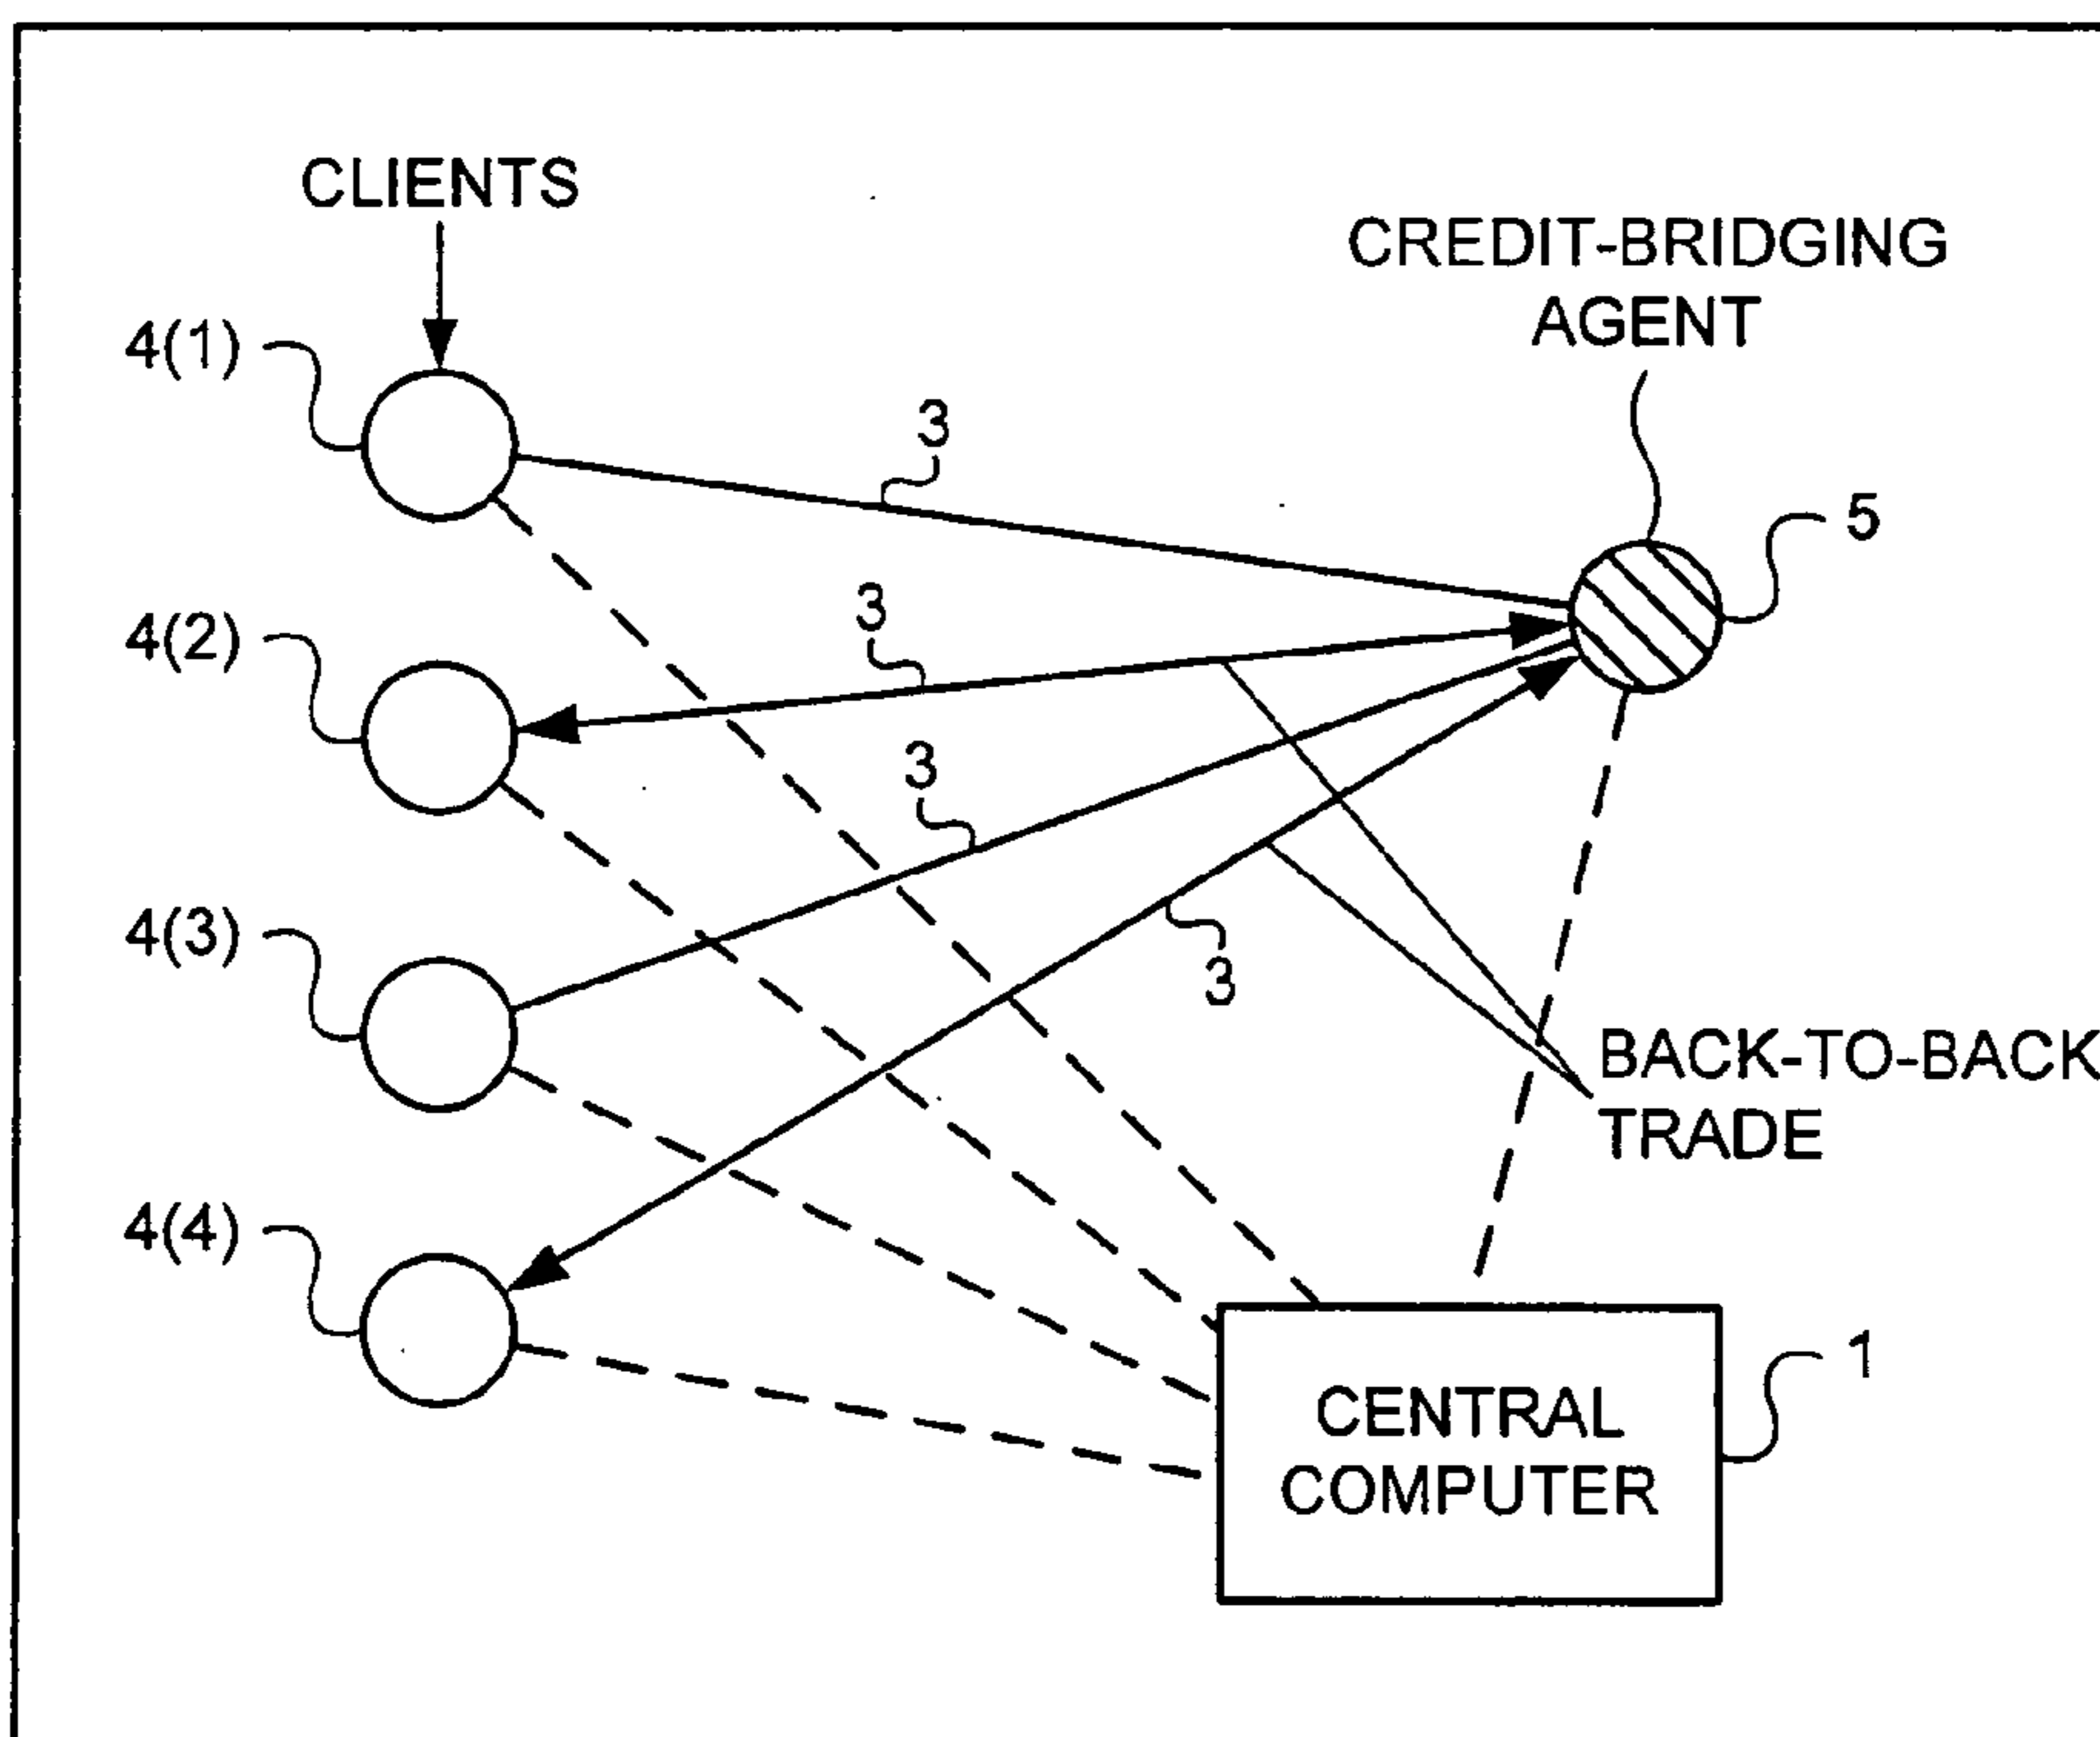 CLIENTS
CREDIT-BRIDGING
AGENT
4(1)
3
5
3
4(2)
3
4(3)
3
BACK-TO-BACK
TRADE
4(4)
1
CENTRAL
COMPUTER